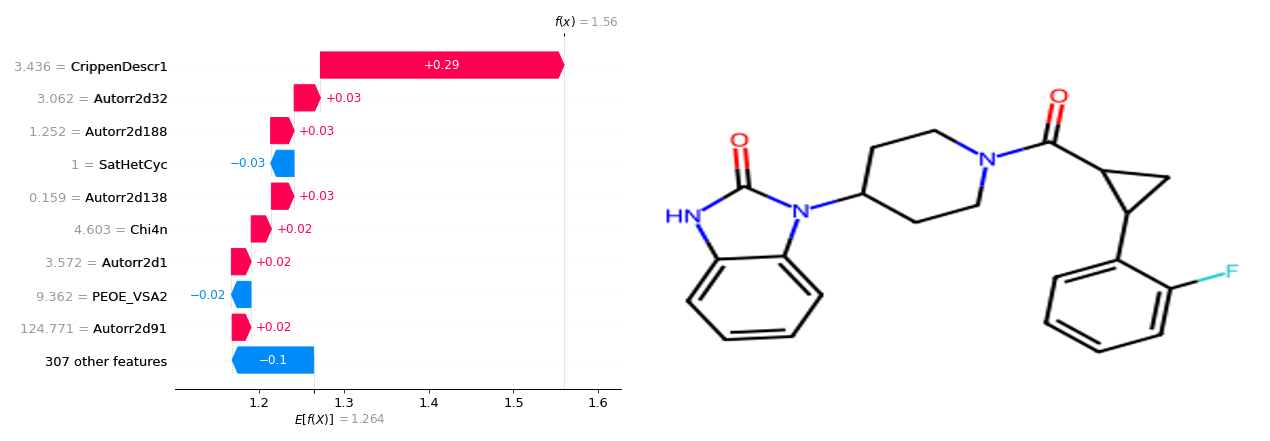 f(x) = 1.56
3.436 = CrippenDescr1
+0.29
3.062 = Autorr2d32
+0.03
1.252 = Autorr2d188
+0.03
1 = SatHetCyc
−0.03
0.159 = Autorr2d138
+0.03
4.603 = Chi4n
+0.02
3.572 = Autorr2d1
+0.02
9.362 = PEOE_VSA2
−0.02
124.771 = Autorr2d91
+0.02
307 other features
−0.1
1.2 1.3 1.4 1.5 1.6
E[f(X)] = 1.264
O
O
N
HN
N
F